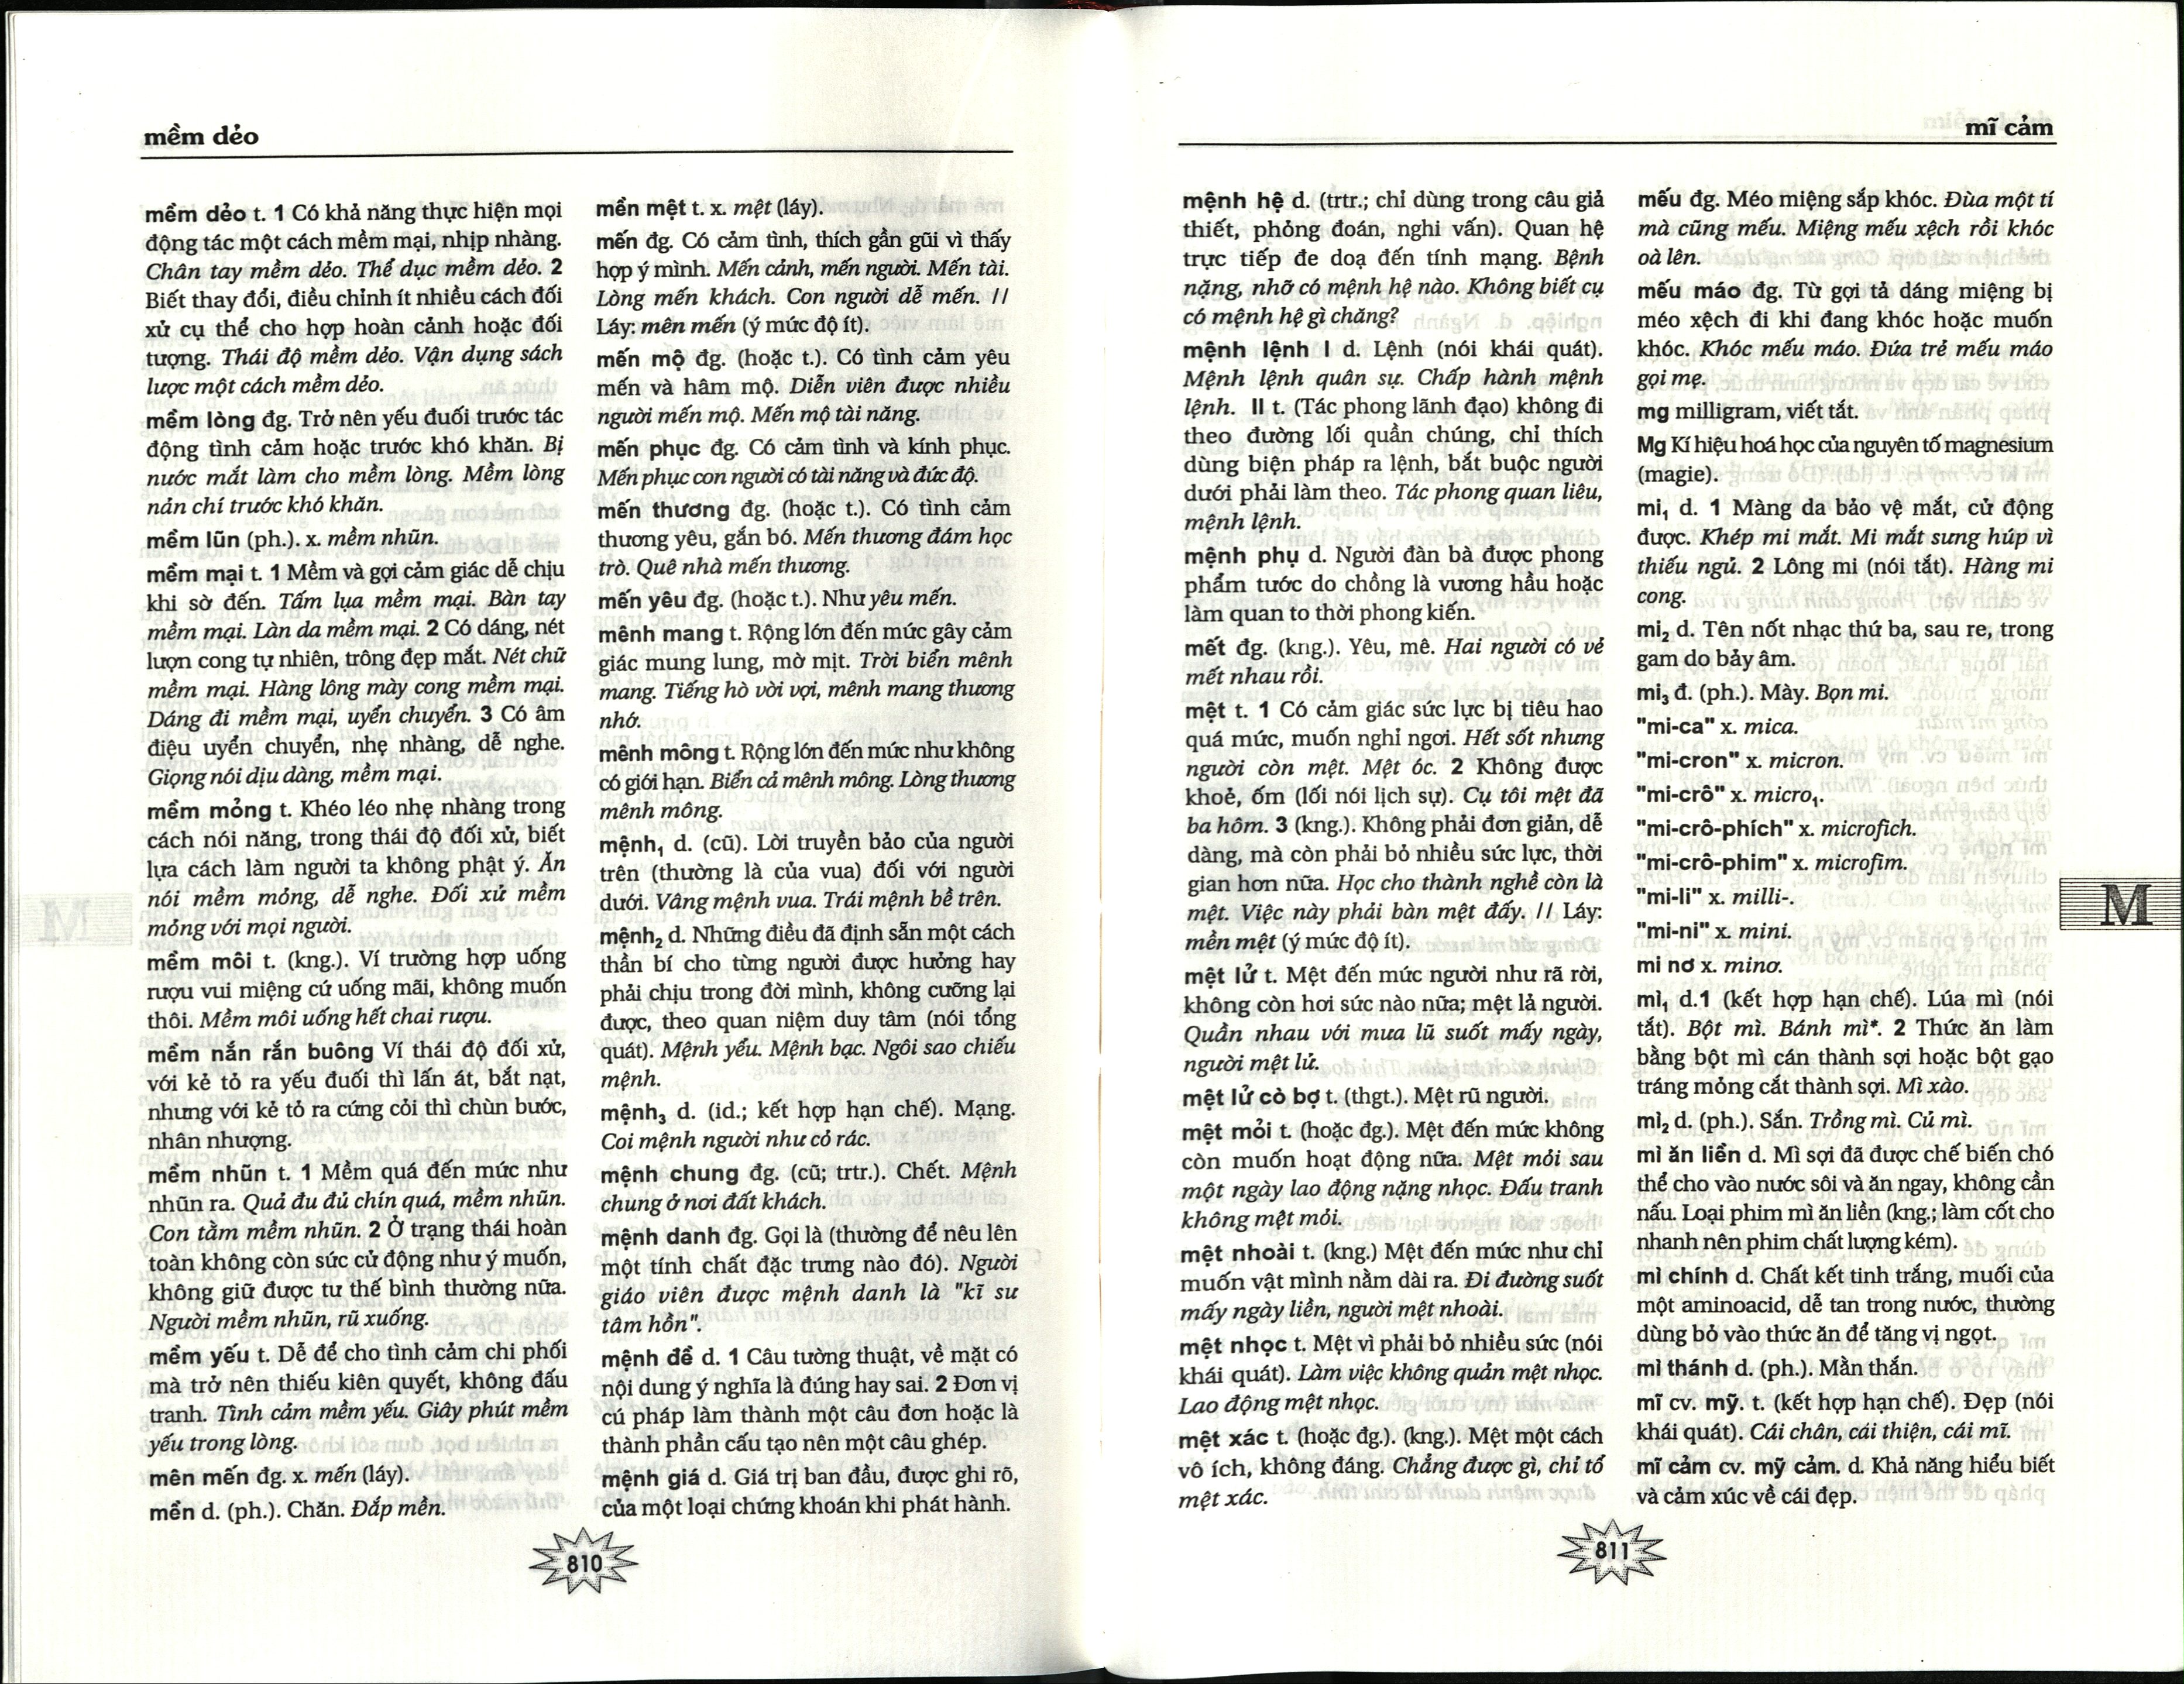 mềm dẻo
mềm dẻo t. 1 Có khả năng thực hiện mọi
động tác một cách mềm mại, nhịp nhàng.
Chân tay mềm dẻo. Thể dục mềm dẻo. 2
Biết thay đổi, điều chỉnh ít nhiều cách đối
xử cụ thể cho hợp hoàn cảnh hoặc đối
tượng. Thái độ mềm dẻo. Vận dụng sách
lược một cách mềm dẻo.
mềm lòng đg. Trở nên yếu đuối trước tác
động tình cảm hoặc trước khó khăn. Bị
nước mắt làm cho mềm lòng. Mềm lòng
nản chí trước khó khăn.
mềm lũn (ph.). x. mềm nhũn.
mềm mại t. 1 Mềm và gợi cảm giác dễ chịu
khi sờ đến. Tấm lụa mềm mại. Bàn tay
mềm mại. Làn da mềm mại. 2 Có dáng, nét
lượn cong tự nhiên, trông đẹp mắt. Nét chữ
mềm mại. Hàng lông mày cong mềm mại.
Dáng đi mềm mại, uyển chuyển. 3 Có âm
điệu uyển chuyển, nhẹ nhàng, dễ nghe.
Giọng nói dịu dàng, mềm mại.
mềm mỏng t. Khéo léo nhẹ nhàng trong
cách nói năng, trong thái độ đối xử, biết
lựa cách làm người ta không phật ý. Ăn
nói mềm mỏng, dễ nghe. Đối xử mềm
mỏng với mọi người.
mềm môi t. (kng.). Ví trường hợp uống
rượu vui miệng cứ uống mãi, không muốn
thôi. Mềm môi uống hết chai rượu.
mềm nắn rắn buông Ví thái độ đối xử,
với kẻ tỏ ra yếu đuối thì lấn át, bắt nạt,
nhưng với kẻ tỏ ra cứng cỏi thì chùn bước,
nhân nhượng.
mềm nhũn t. 1 Mềm quá đến mức như
nhũn ra. Quả đu đủ chín quá, mềm nhũn.
Con tằm mềm nhũn. 2 Ở trạng thái hoàn
toàn không còn sức cử động như ý muốn,
không giữ được tư thế bình thường nữa.
Người mềm nhũn, rũ xuống.
mềm yếu t. Dễ để cho tình cảm chi phối
mà trở nên thiếu kiên quyết, không đấu
tranh. Tình cảm mềm yếu. Giây phút mềm
yếu trong lòng.
mên mến đg. x. mến (láy).
mền d. (ph.). Chăn. Đắp mền.
mền mệt t. x. mệt (láy).
mến đg. Có cảm tình, thích gần gũi vì thấy
hợp ý mình. Mến cảnh, mến người. Mến tài.
Lòng mến khách. Con người dễ mến. //
Láy: mên mến (ý mức độ ít).
mến mộ đg. (hoặc t.). Có tình cảm yêu
mến và hâm mộ. Diễn viên được nhiều
người mến mộ. Mến mộ tài năng.
mến phục đg. Có cảm tình và kính phục.
Mến phục con người có tài năng và đức độ.
mến thương đg. (hoặc t.). Có tình cảm
thương yêu, gắn bó. Mến thương đám học
trò. Quê nhà mến thương.
mến yêu đg. (hoặc t.). Như yêu mến.
mênh mang t. Rộng lớn đến mức gây cảm
giác mung lung, mờ mịt. Trời biển mênh
mang. Tiếng hò vời vợi, mênh mang thương
nhớ.
mênh mông t. Rộng lớn đến mức như không
có giới hạn. Biển cả mênh mông. Lòng thương
mênh mông.
mệnh₁ d. (cũ). Lời truyền bảo của người
trên (thường là của vua) đối với người
dưới. Vâng mệnh vua. Trái mệnh bề trên.
mệnh₂ d. Những điều đã định sẵn một cách
thần bí cho từng người được hưởng hay
phải chịu trong đời mình, không cưỡng lại
được, theo quan niệm duy tâm (nói tổng
quát). Mệnh yểu. Mệnh bạc. Ngôi sao chiếu
mệnh.
mệnh₃ d. (id.; kết hợp hạn chế). Mạng.
Coi mệnh người như cỏ rác.
mệnh chung đg. (cũ; trtr.). Chết. Mệnh
chung ở nơi đất khách.
mệnh danh đg. Gọi là (thường để nêu lên
một tính chất đặc trưng nào đó). Người
giáo viên được mệnh danh là "kĩ sư
tâm hồn".
mệnh đề d. 1 Câu tường thuật, về mặt có
nội dung ý nghĩa là đúng hay sai. 2 Đơn vị
cú pháp làm thành một câu đơn hoặc là
thành phần cấu tạo nên một câu ghép.
mệnh giá d. Giá trị ban đầu, được ghi rõ,
của một loại chứng khoán khi phát hành.
810
mĩ cảm
mệnh hệ d. (trtr.; chỉ dùng trong câu giả
thiết, phỏng đoán, nghi vấn). Quan hệ
trực tiếp đe doạ đến tính mạng. Bệnh
nặng, nhỡ có mệnh hệ nào. Không biết cụ
có mệnh hệ gì chăng?
mệnh lệnh I d. Lệnh (nói khái quát).
Mệnh lệnh quân sự. Chấp hành mệnh
lệnh. II t. (Tác phong lãnh đạo) không đi
theo đường lối quần chúng, chỉ thích
dùng biện pháp ra lệnh, bắt buộc người
dưới phải làm theo. Tác phong quan liêu,
mệnh lệnh.
mệnh phụ d. Người đàn bà được phong
phẩm tước do chồng là vương hầu hoặc
làm quan to thời phong kiến.
mết đg. (kng.). Yêu, mê. Hai người có vẻ
mết nhau rồi.
mệt t. 1 Có cảm giác sức lực bị tiêu hao
quá mức, muốn nghỉ ngơi. Hết sốt nhưng
người còn mệt. Mệt óc. 2 Không được
khoẻ, ốm (lối nói lịch sự). Cụ tôi mệt đã
ba hôm. 3 (kng.). Không phải đơn giản, dễ
dàng, mà còn phải bỏ nhiều sức lực, thời
gian hơn nữa. Học cho thành nghề còn là
mệt. Việc này phải bàn mệt đấy. // Láy:
mền mệt (ý mức độ ít).
mệt lử t. Mệt đến mức người như rã rời,
không còn hơi sức nào nữa; mệt lả người.
Quần nhau với mưa lũ suốt mấy ngày,
người mệt lử.
mệt lử cò bợ t. (thgt.). Mệt rũ người.
mệt mỏi t. (hoặc đg.). Mệt đến mức không
còn muốn hoạt động nữa. Mệt mỏi sau
một ngày lao động nặng nhọc. Đấu tranh
không mệt mỏi.
mệt nhoài t. (kng.) Mệt đến mức như chỉ
muốn vật mình nằm dài ra. Đi đường suốt
mấy ngày liền, người mệt nhoài.
mệt nhọc t. Mệt vì phải bỏ nhiều sức (nói
khái quát). Làm việc không quản mệt nhọc.
Lao động mệt nhọc.
mệt xác t. (hoặc đg.). (kng.). Mệt một cách
vô ích, không đáng. Chẳng được gì, chỉ tổ
mệt xác.
mếu đg. Méo miệng sắp khóc. Đùa một tí
mà cũng mếu. Miệng mếu xệch rồi khóc
oà lên.
mếu máo đg. Từ gợi tả dáng miệng bị
méo xệch đi khi đang khóc hoặc muốn
khóc. Khóc mếu máo. Đứa trẻ mếu máo
gọi mẹ.
mg milligram, viết tắt.
Mg Kí hiệu hoá học của nguyên tố magnesium
(magie).
mi₁ d. 1 Màng da bảo vệ mắt, cử động
được. Khép mi mắt. Mi mắt sưng húp vì
thiếu ngủ. 2 Lông mi (nói tắt). Hàng mi
cong.
mi₂ d. Tên nốt nhạc thứ ba, sau re, trong
gam do bảy âm.
mi₃ đ. (ph.). Mày. Bọn mi.
"mi-ca" x. mica.
"mi-cron" x. micron.
"mi-crô" x. micro₁.
"mi-crô-phích" x. microfich.
"mi-crô-phim" x. microfim.
"mi-li" x. milli-.
"mi-ni" x. mini.
mi nơ x. minơ.
mì₁ d.1 (kết hợp hạn chế). Lúa mì (nói
tắt). Bột mì. Bánh mì*. 2 Thức ăn làm
bằng bột mì cán thành sợi hoặc bột gạo
tráng mỏng cắt thành sợi. Mì xào.
mì₂ d. (ph.). Sắn. Trồng mì. Củ mì.
mì ăn liền d. Mì sợi đã được chế biến chó
thể cho vào nước sôi và ăn ngay, không cần
nấu. Loại phim mì ăn liền (kng.; làm cốt cho
nhanh nên phim chất lượng kém).
mì chính d. Chất kết tinh trắng, muối của
một aminoacid, dễ tan trong nước, thường
dùng bỏ vào thức ăn để tăng vị ngọt.
mì thánh d. (ph.). Mằn thắn.
mĩ cv. mỹ. t. (kết hợp hạn chế). Đẹp (nói
khái quát). Cái chân, cái thiện, cái mĩ.
mĩ cảm cv. mỹ cảm. d. Khả năng hiểu biết
và cảm xúc về cái đẹp.
M
811